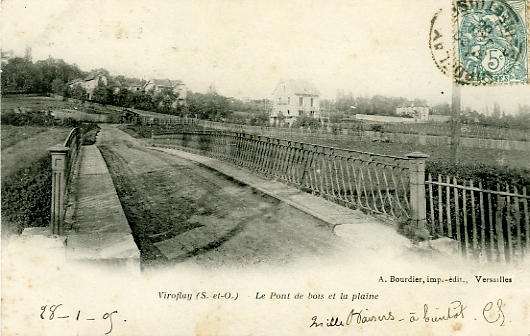 5c
A. Bourdier, imp.-édit., Versailles
Viroflay (S.-et-O.) - Le Pont de bois et la plaine
28-1-05
Mille Baisers - à bientôt.